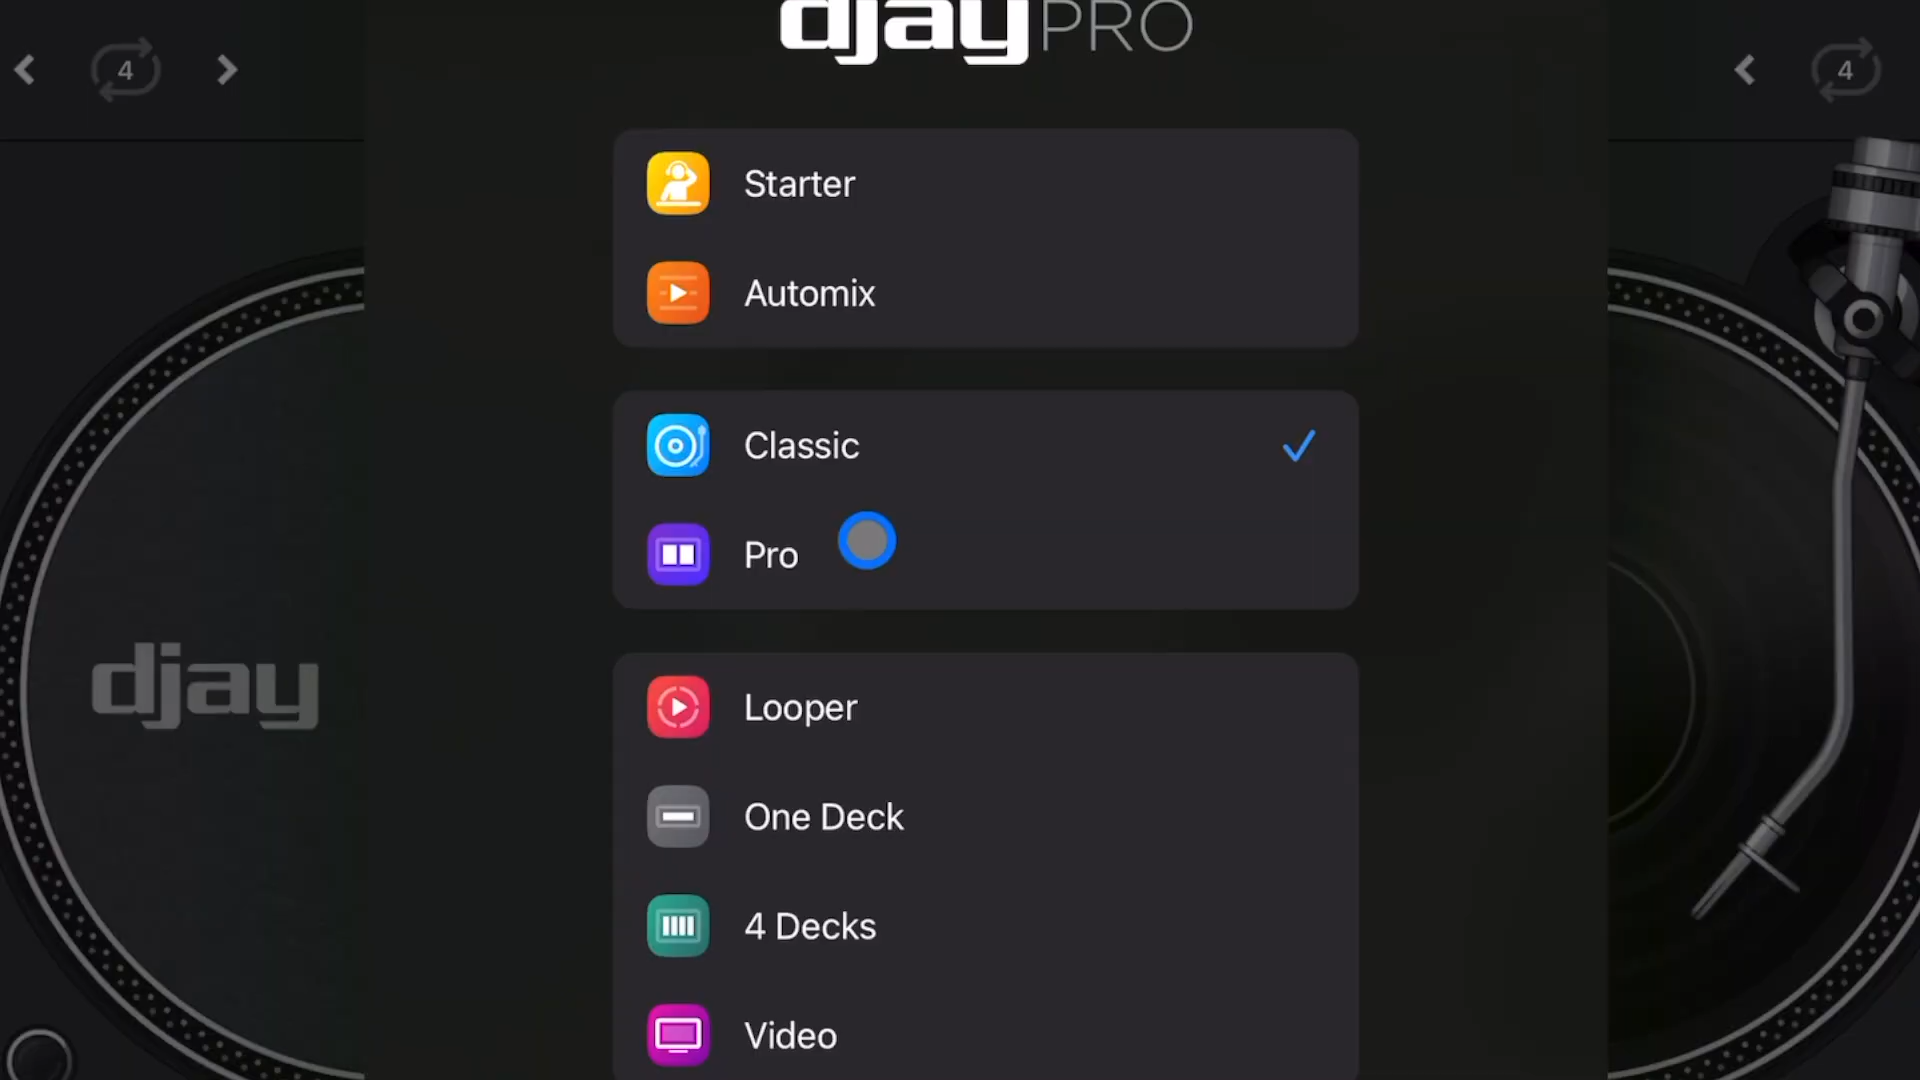 djay PRO
4
4
Starter
Automix
Classic
Pro
djay
Looper
One Deck
4 Decks
Video